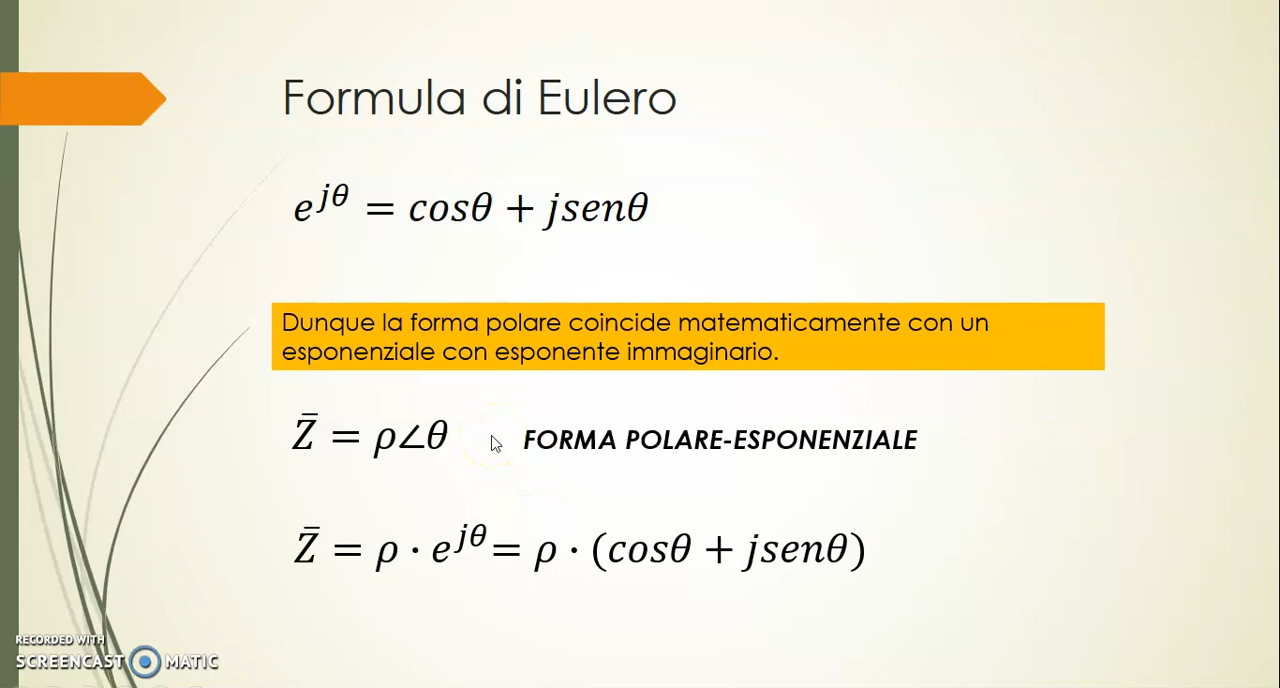 Formula di Eulero
e^{jθ} = cosθ + jsenθ
Dunque la forma polare coincide matematicamente con un
esponenziale con esponente immaginario.
Z̄ = ρ∠θ FORMA POLARE-ESPONENZIALE
Z̄ = ρ · e^{jθ} = ρ · (cosθ + jsenθ)
RECORDED WITH
SCREENCAST MATIC